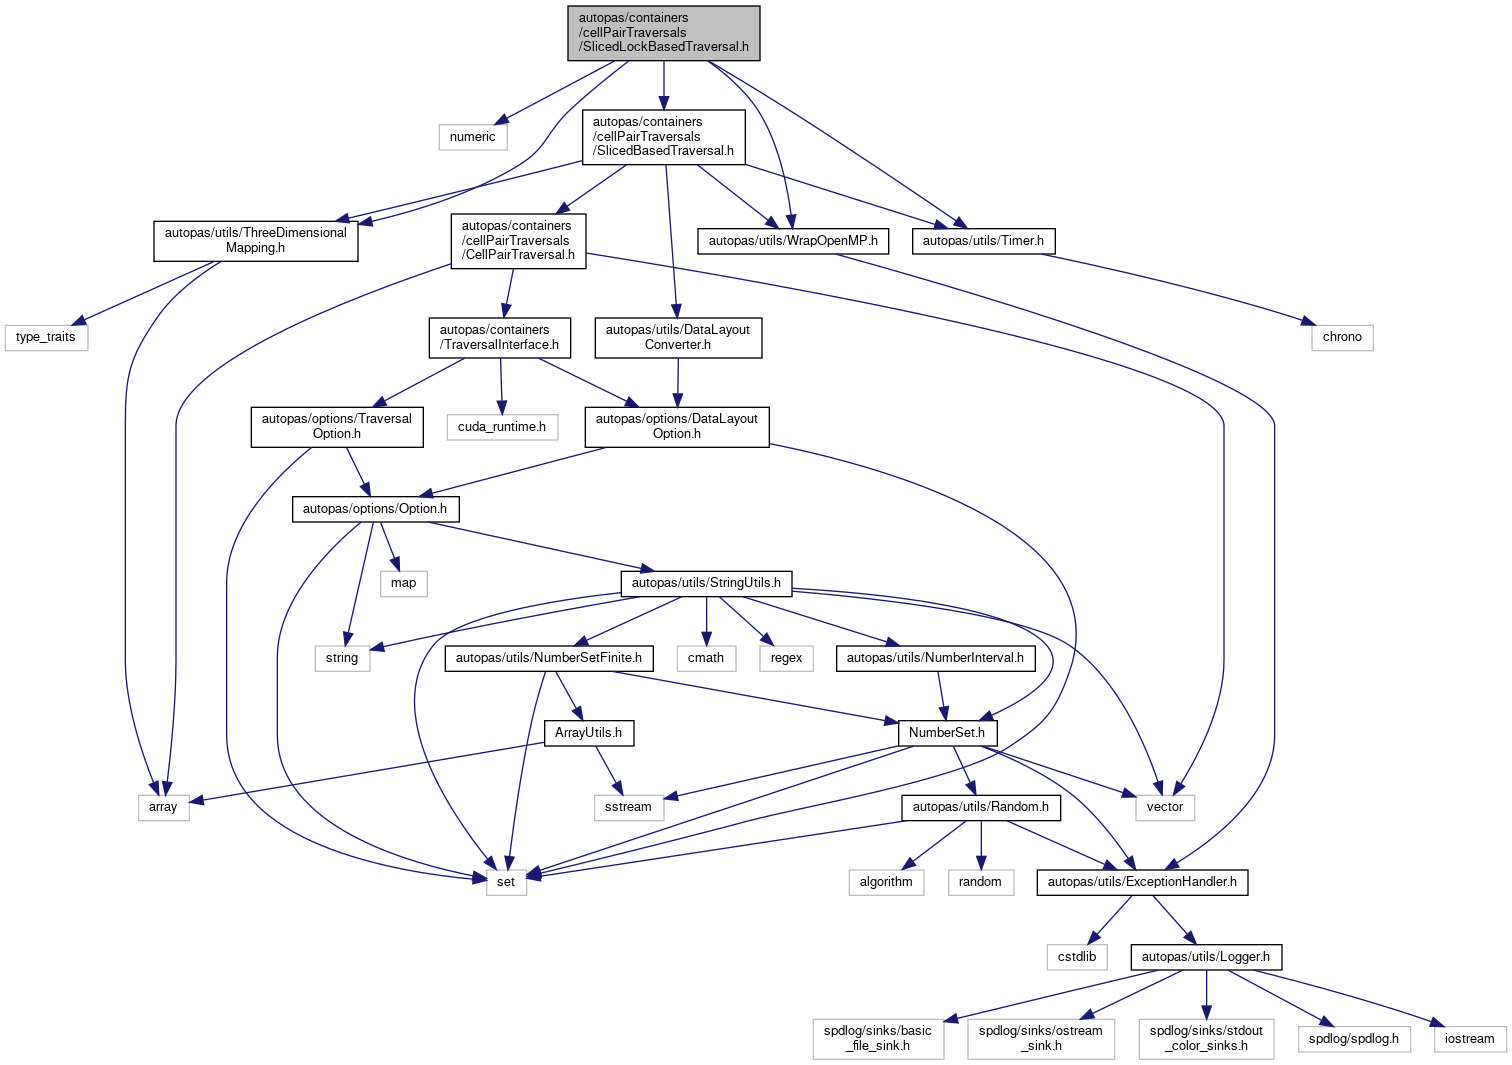 autopas/containers
/cellPairTraversals
/SlicedLockBasedTraversal.h
numeric
autopas/containers
/cellPairTraversals
/SlicedBasedTraversal.h
autopas/utils/ThreeDimensional
Mapping.h
autopas/containers
/cellPairTraversals
/CellPairTraversal.h
autopas/utils/WrapOpenMP.h
autopas/utils/Timer.h
type_traits
autopas/containers
/TraversalInterface.h
autopas/utils/DataLayout
Converter.h
chrono
autopas/options/Traversal
Option.h
cuda_runtime.h
autopas/options/DataLayout
Option.h
autopas/options/Option.h
map
autopas/utils/StringUtils.h
string
autopas/utils/NumberSetFinite.h
cmath
regex
autopas/utils/NumberInterval.h
ArrayUtils.h
NumberSet.h
array
sstream
autopas/utils/Random.h
vector
set
algorithm
random
autopas/utils/ExceptionHandler.h
cstdlib
autopas/utils/Logger.h
spdlog/sinks/basic
_file_sink.h
spdlog/sinks/ostream
_sink.h
spdlog/sinks/stdout
_color_sinks.h
spdlog/spdlog.h
iostream